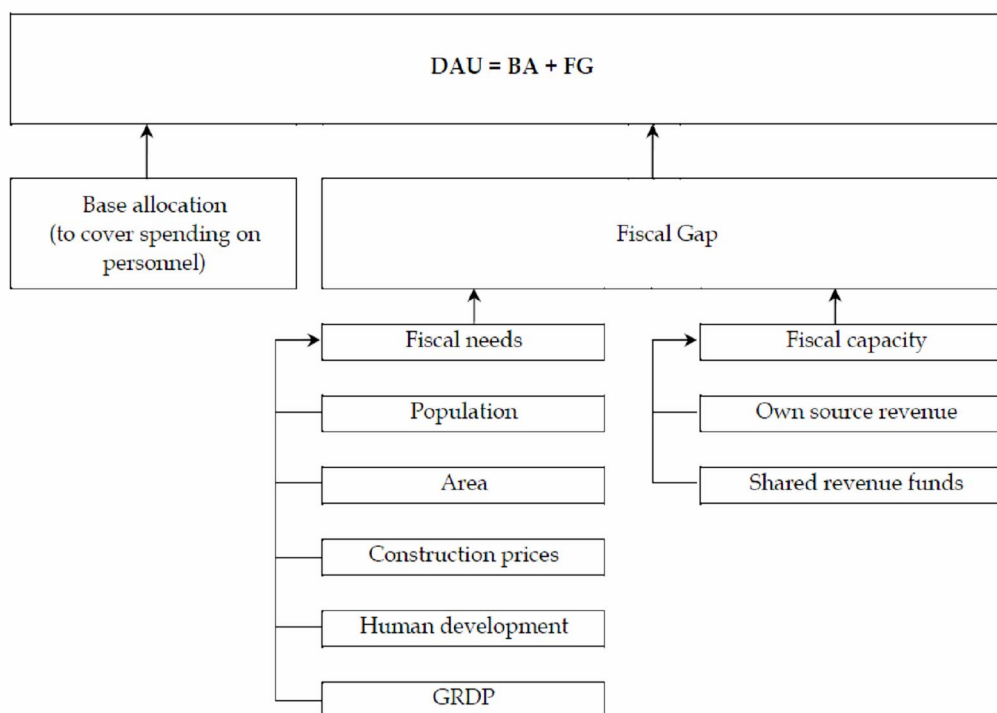 DAU = BA + FG
Base allocation
(to cover spending on
personnel)
Fiscal Gap
Fiscal needs
Fiscal capacity
Population
Own source revenue
Area
Shared revenue funds
Construction prices
Human development
GRDP